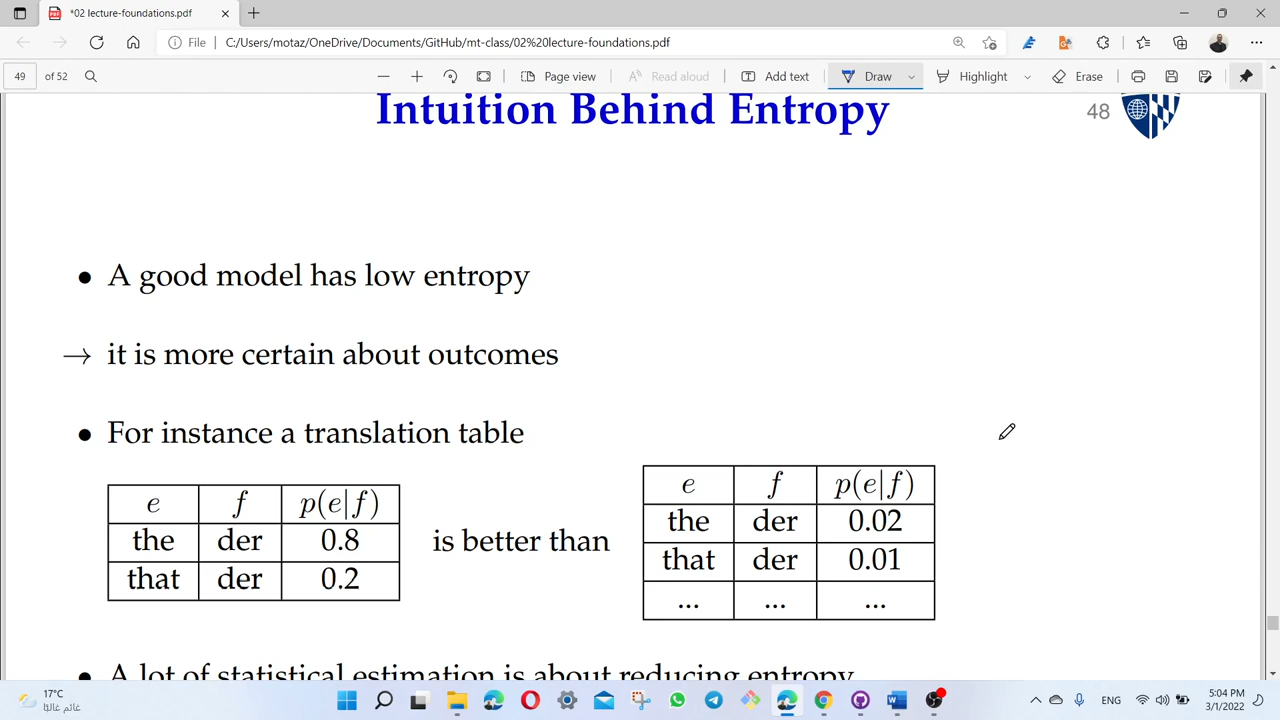 *02 lecture-foundations.pdf
File C:/Users/motaz/OneDrive/Documents/GitHub/mt-class/02%20lecture-foundations.pdf
49 of 52 Page view Read aloud Add text Draw Highlight Erase
Intuition Behind Entropy 48
• A good model has low entropy
→ it is more certain about outcomes
• For instance a translation table
e f p(e|f)
the der 0.8
that der 0.2
is better than
e f p(e|f)
the der 0.02
that der 0.01
... ... ...
• A lot of statistical estimation is about reducing entropy
17°C
غائم غالبًا
ENG
5:04 PM
3/1/2022